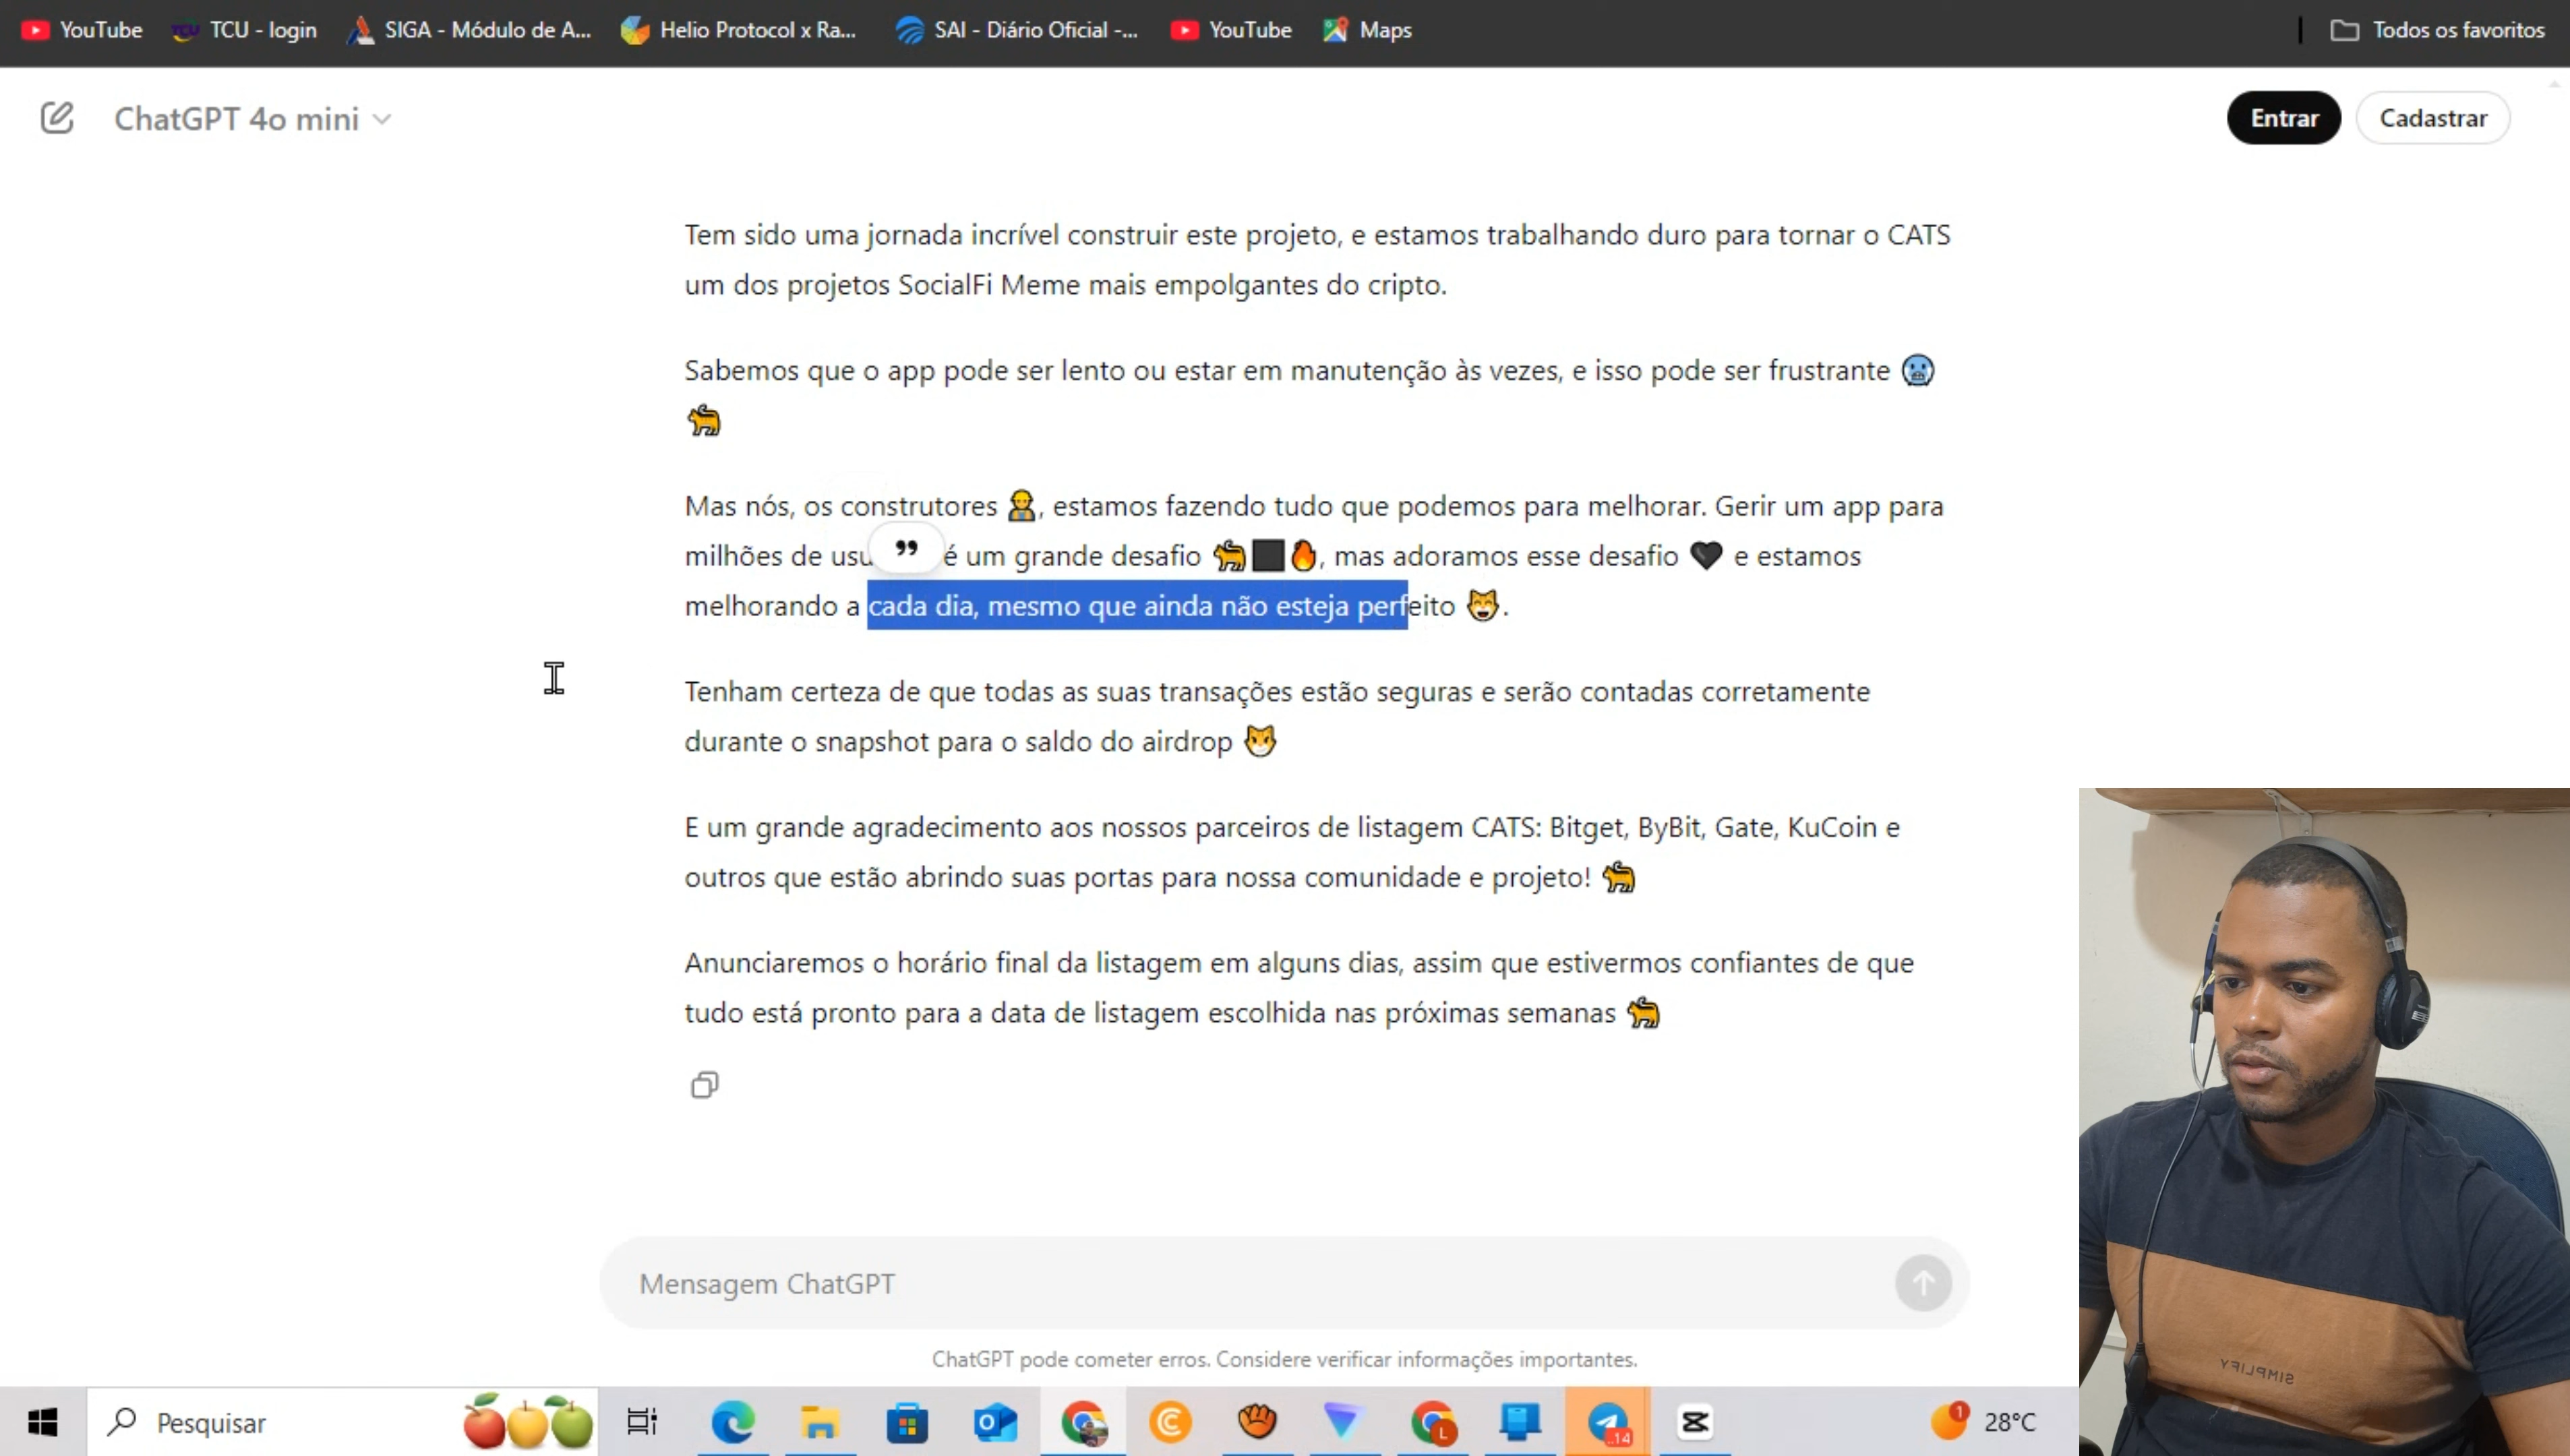 YouTube TCU - login SIGA - Módulo de A... Helio Protocol x Ra... SAI - Diário Oficial -... YouTube Maps Todos os favoritos
ChatGPT 4o mini Entrar Cadastrar
Tem sido uma jornada incrível construir este projeto, e estamos trabalhando duro para tornar o CATS
um dos projetos SocialFi Meme mais empolgantes do cripto.
Sabemos que o app pode ser lento ou estar em manutenção às vezes, e isso pode ser frustrante 🥶
🐈
Mas nós, os construtores 👷, estamos fazendo tudo que podemos para melhorar. Gerir um app para
milhões de usu é um grande desafio 🐈⬛🔥, mas adoramos esse desafio 🖤 e estamos
melhorando a cada dia, mesmo que ainda não esteja perfeito 😸.
Tenham certeza de que todas as suas transações estão seguras e serão contadas corretamente
durante o snapshot para o saldo do airdrop 😼
E um grande agradecimento aos nossos parceiros de listagem CATS: Bitget, ByBit, Gate, KuCoin e
outros que estão abrindo suas portas para nossa comunidade e projeto! 🐈
Anunciaremos o horário final da listagem em alguns dias, assim que estivermos confiantes de que
tudo está pronto para a data de listagem escolhida nas próximas semanas 🐈
Mensagem ChatGPT
ChatGPT pode cometer erros. Considere verificar informações importantes.
SIMPLIFY
Pesquisar L ..14 1 28°C